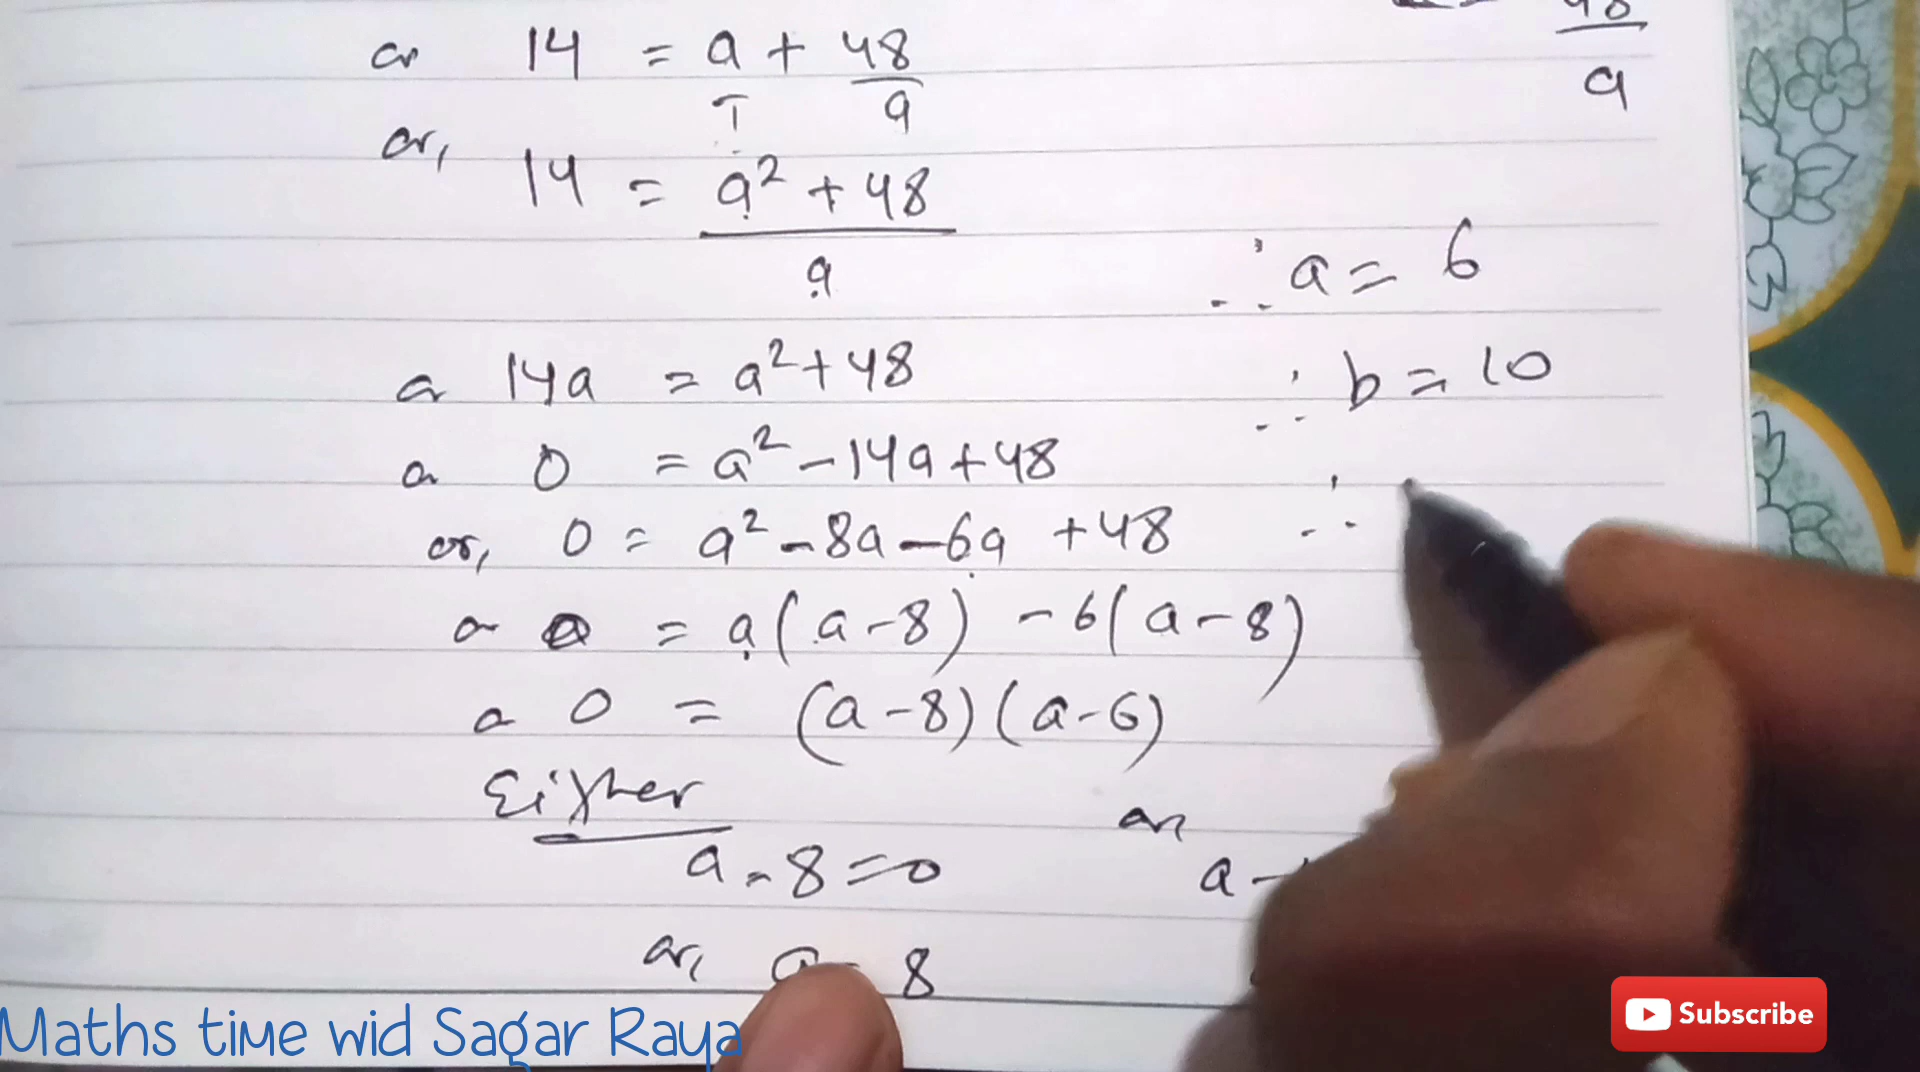 or 14 = a + 48/a
1
or, 14 = a² + 48 / a
or 14a = a² + 48
or 0 = a² - 14a + 48
or, 0 = a² - 8a - 6a + 48
or 0 = a(a - 8) - 6(a - 8)
or 0 = (a - 8)(a - 6)
Either
a - 8 = 0
or, a = 8
or,
a -
48
a
∴ a = 6
∴ b = 10
∴
Maths time wid Sagar Raya
Subscribe